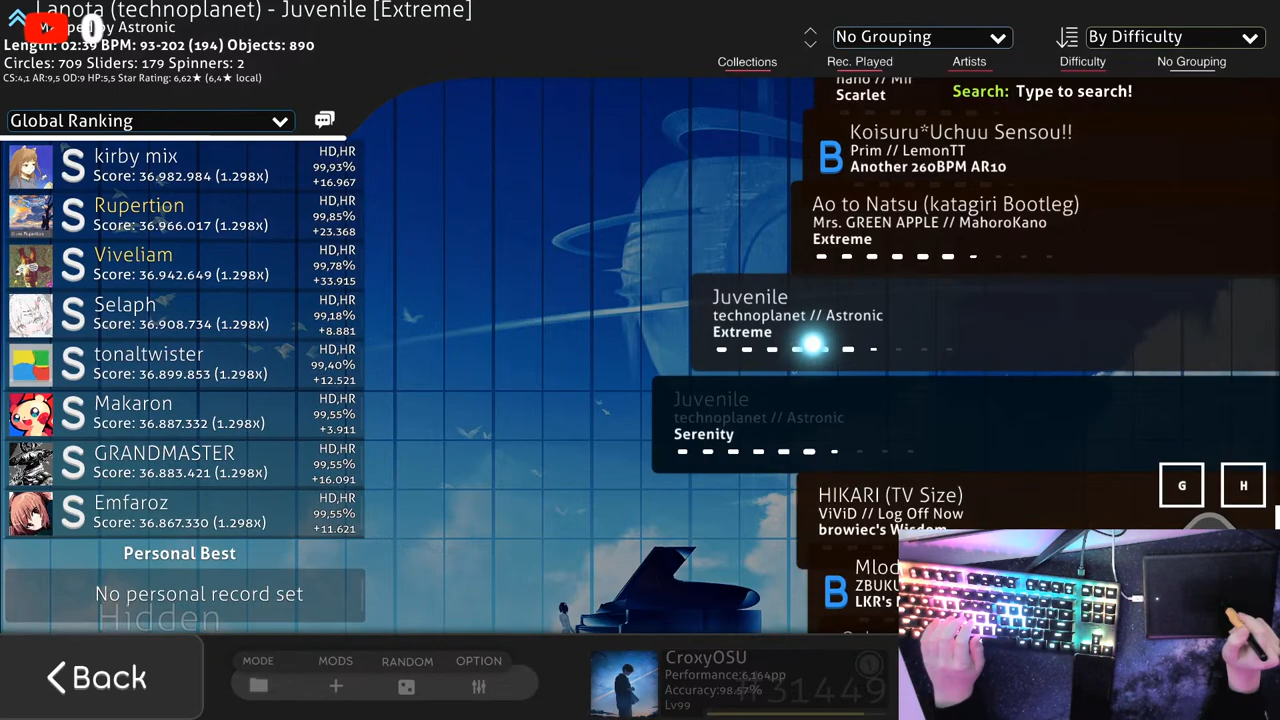 Lanota (technoplanet) - Juvenile [Extreme]
Mapped by Astronic
0
Length: 02:39 BPM: 93-202 (194) Objects: 890
Circles: 709 Sliders: 179 Spinners: 2
CS:4,1 AR:9,5 OD:9 HP:5,5 Star Rating: 6,62★ (6,4★ local)
No Grouping
By Difficulty
Collections
Rec. Played
Artists
Difficulty
No Grouping
Global Ranking
Search: Type to search!
S kirby mix HD,HR
Score: 36.982.984 (1.298x) 99,93%
+16.967
S Rupertion HD,HR
Score: 36.966.017 (1.298x) 99,85%
+23.368
S Viveliam HD,HR
Score: 36.942.649 (1.298x) 99,78%
+33.915
S Selaph HD,HR
Score: 36.908.734 (1.298x) 99,18%
+8.881
S tonaltwister HD,HR
Score: 36.899.853 (1.298x) 99,40%
+12.521
S Makaron HD,HR
Score: 36.887.332 (1.298x) 99,55%
+3.911
S GRANDMASTER HD,HR
Score: 36.883.421 (1.298x) 99,55%
+16.091
S Emfaroz HD,HR
Score: 36.867.330 (1.298x) 99,55%
+11.621
Personal Best
No personal record set
Hidden
nano // Mir
Scarlet
B Koisuru*Uchuu Sensou!!
Prim // LemonTT
Another 260BPM AR10
Ao to Natsu (katagiri Bootleg)
Mrs. GREEN APPLE // MahoroKano
Extreme
Juvenile
technoplanet // Astronic
Extreme
Juvenile
technoplanet // Astronic
Serenity
HIKARI (TV Size)
ViViD // Log Off Now
browiec's Wisdom
B Mlod
ZBUKU
LKR's
G
H
Back
MODE
MODS
RANDOM
OPTION
CroxyOSU
Performance:6,164pp
Accuracy:98.57%
Lv99
#31449